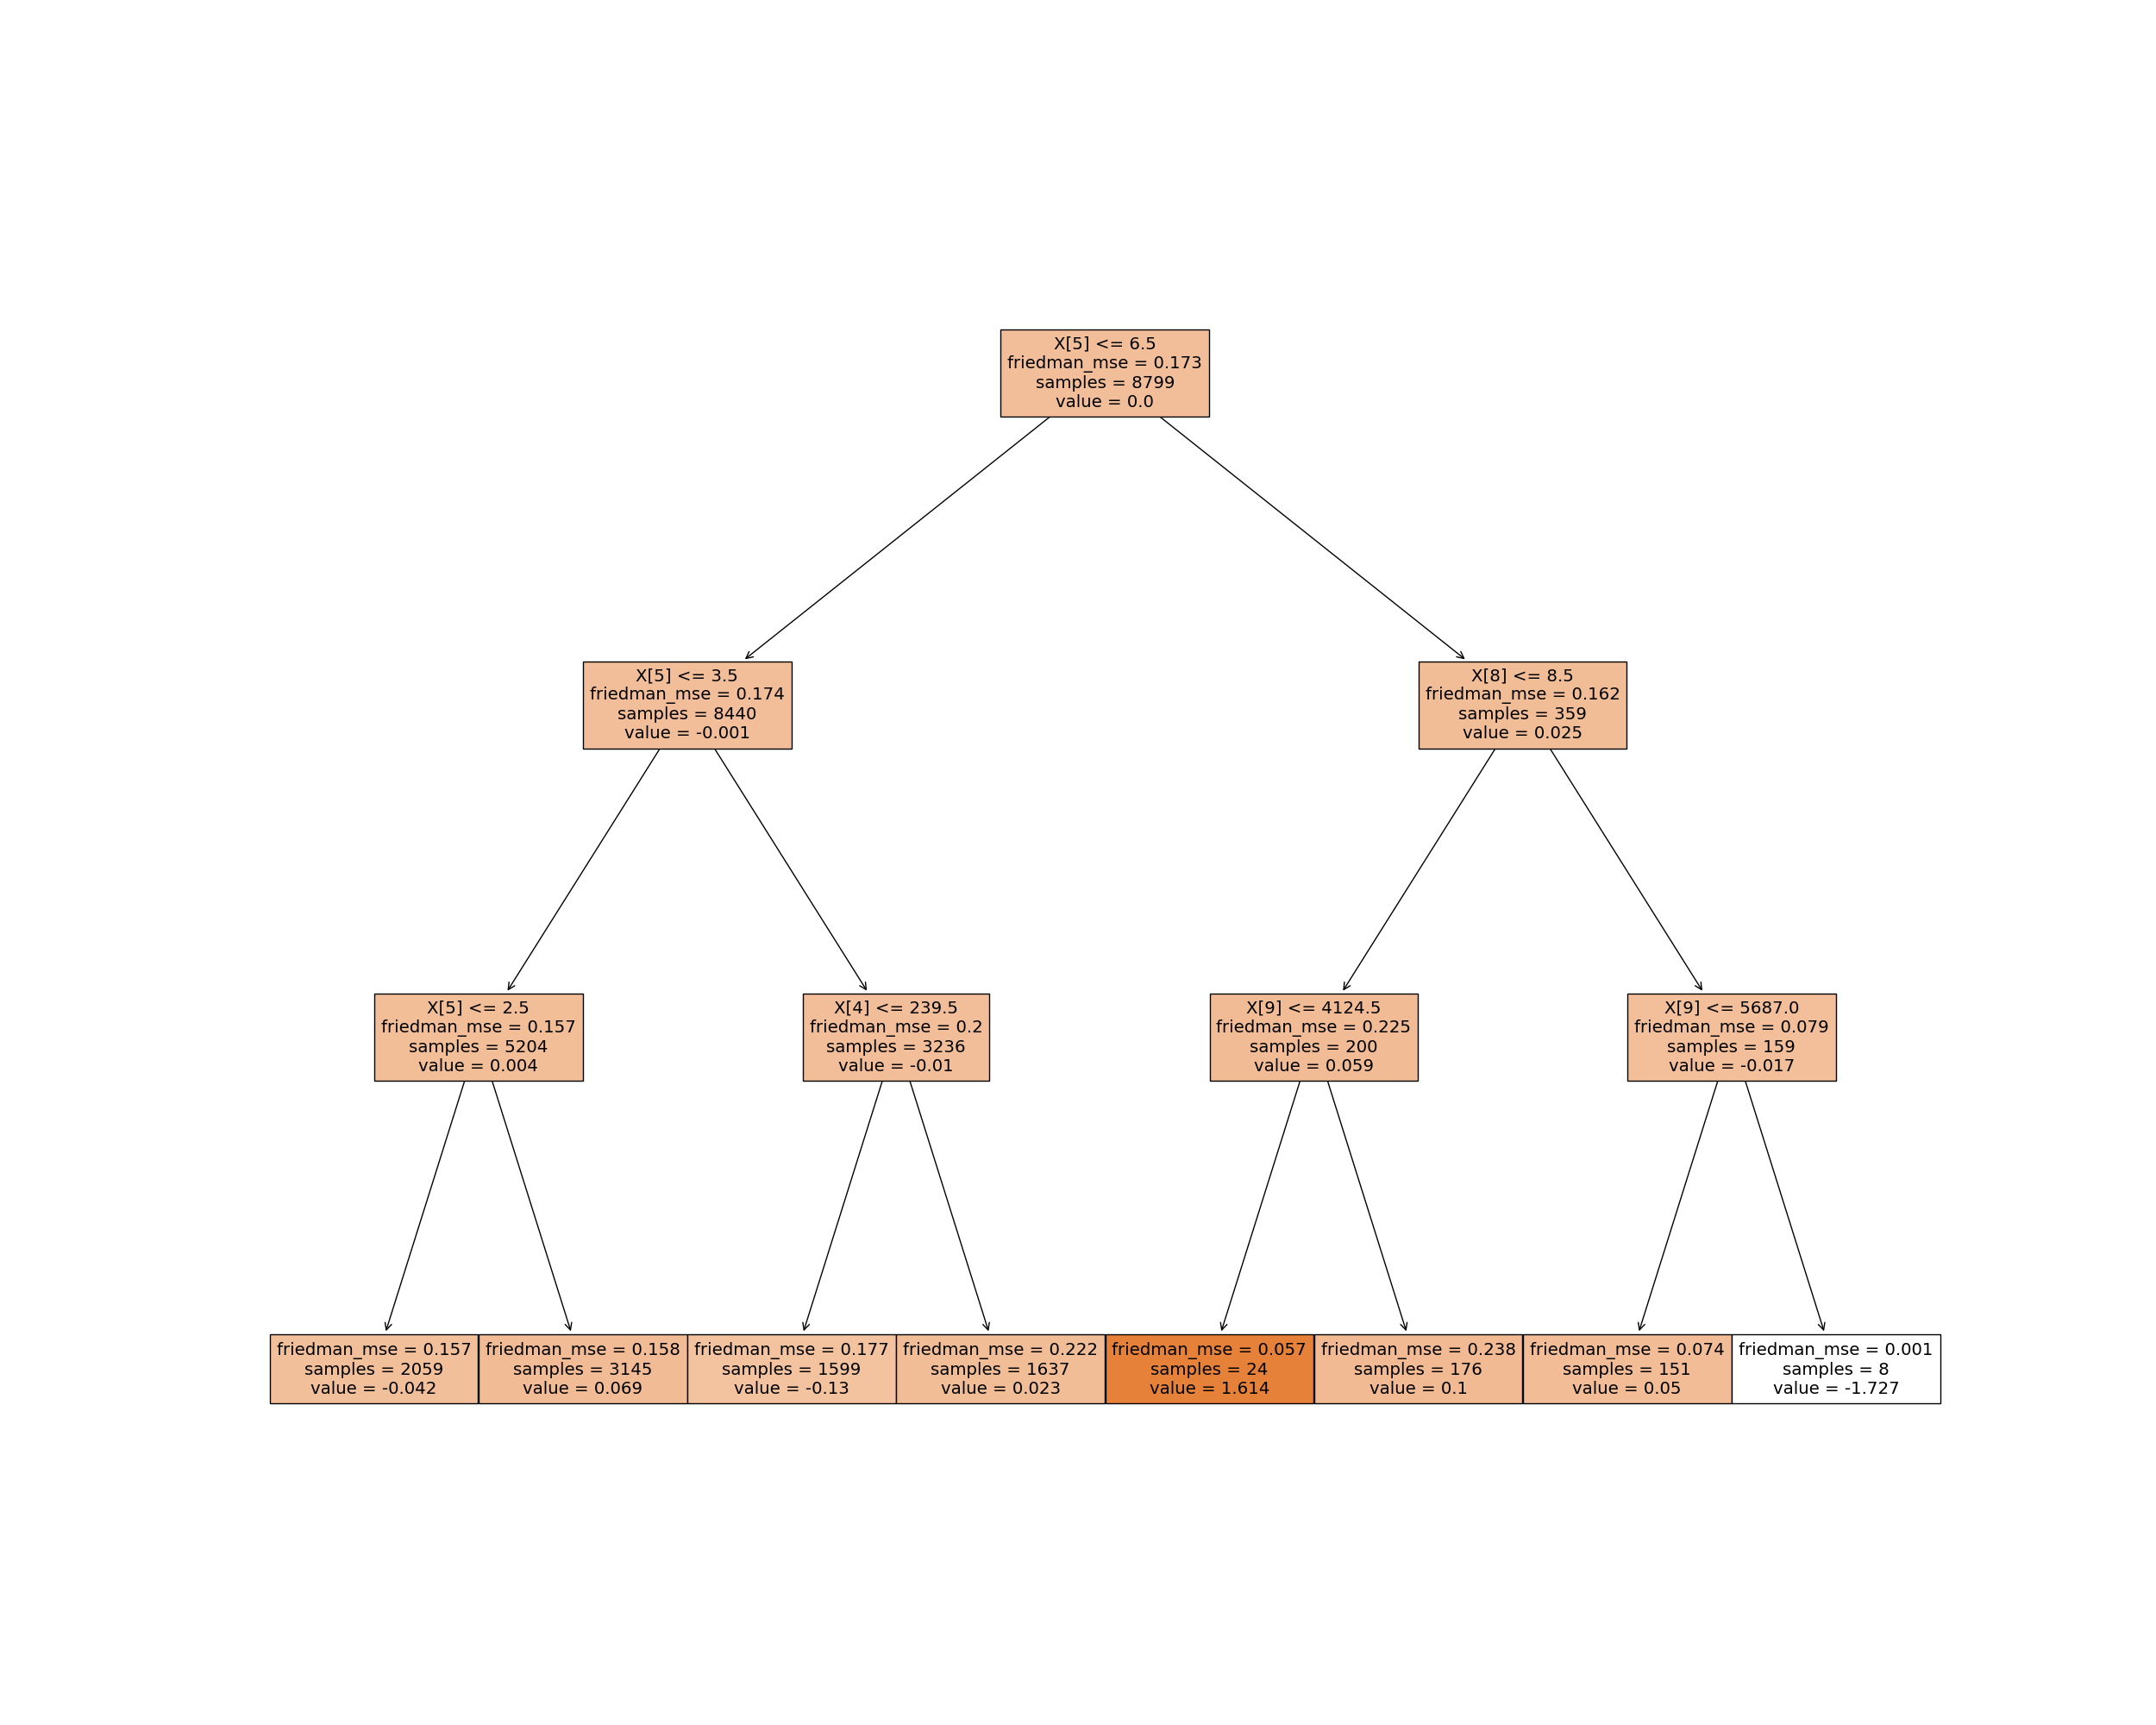 X[5] <= 6.5
friedman_mse = 0.173
samples = 8799
value = 0.0
X[5] <= 3.5
friedman_mse = 0.174
samples = 8440
value = -0.001
X[8] <= 8.5
friedman_mse = 0.162
samples = 359
value = 0.025
X[5] <= 2.5
friedman_mse = 0.157
samples = 5204
value = 0.004
X[4] <= 239.5
friedman_mse = 0.2
samples = 3236
value = -0.01
X[9] <= 4124.5
friedman_mse = 0.225
samples = 200
value = 0.059
X[9] <= 5687.0
friedman_mse = 0.079
samples = 159
value = -0.017
friedman_mse = 0.157
samples = 2059
value = -0.042
friedman_mse = 0.158
samples = 3145
value = 0.069
friedman_mse = 0.177
samples = 1599
value = -0.13
friedman_mse = 0.222
samples = 1637
value = 0.023
friedman_mse = 0.057
samples = 24
value = 1.614
friedman_mse = 0.238
samples = 176
value = 0.1
friedman_mse = 0.074
samples = 151
value = 0.05
friedman_mse = 0.001
samples = 8
value = -1.727